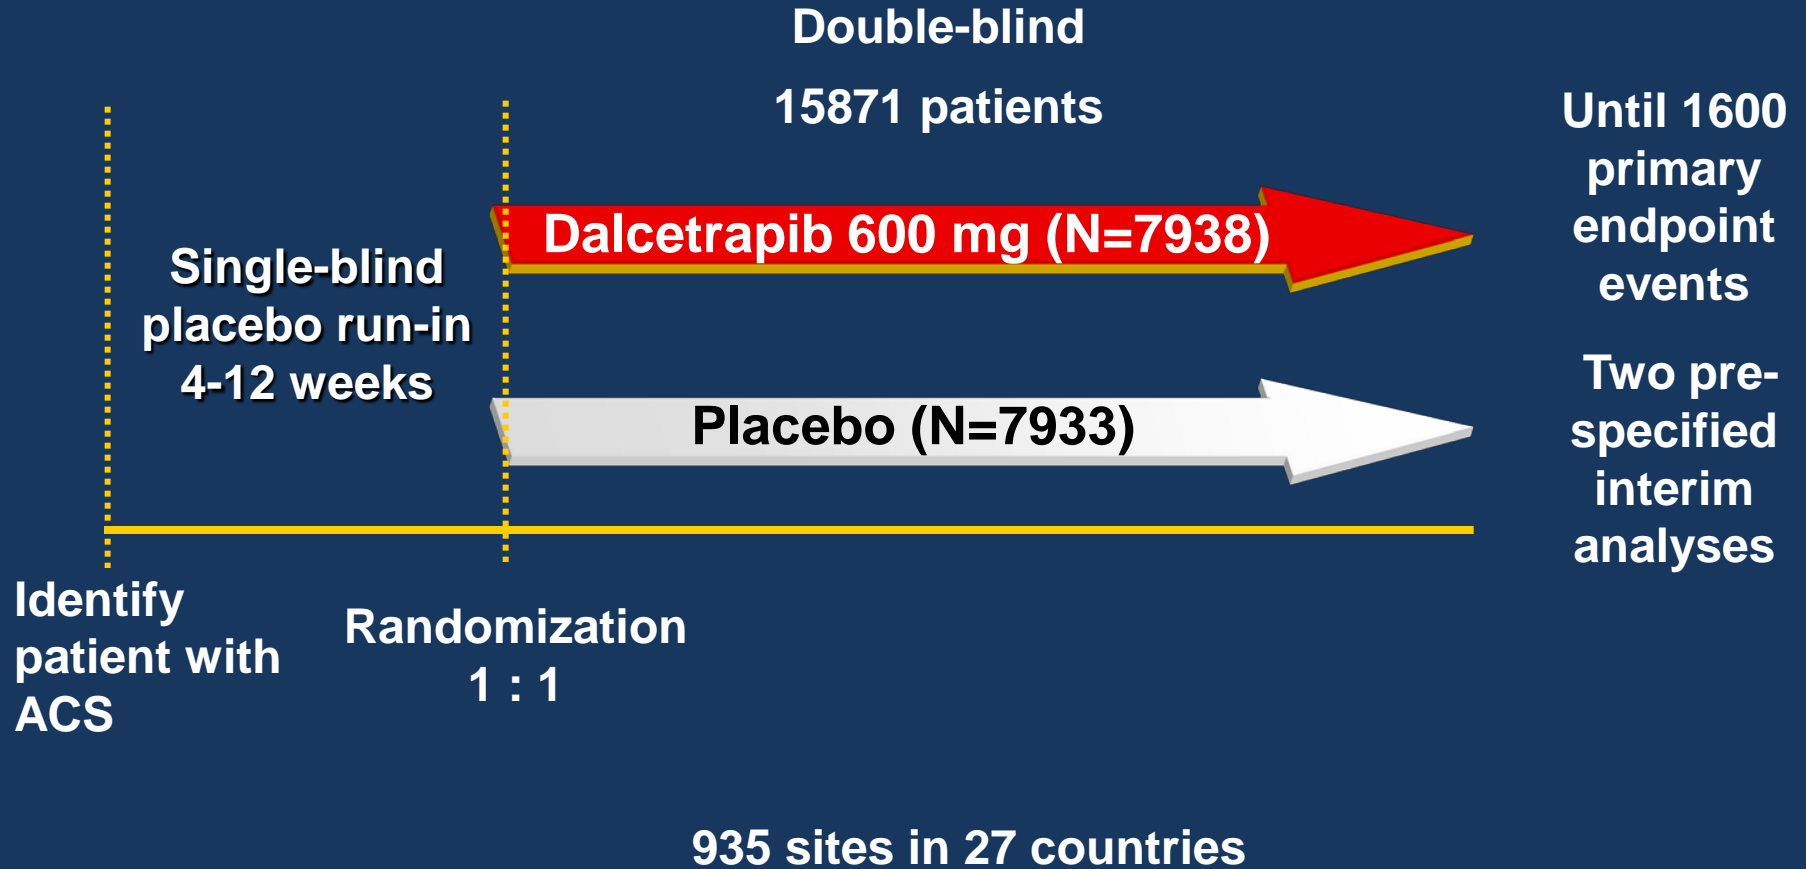 Double-blind
15871 patients
Until 1600
primary
endpoint
events
Dalcetrapib 600 mg (N=7938)
Single-blind
placebo run-in
4-12 weeks
Placebo (N=7933)
Two pre-
specified
interim
analyses
Identify
patient with
ACS
Randomization
1 : 1
935 sites in 27 countries